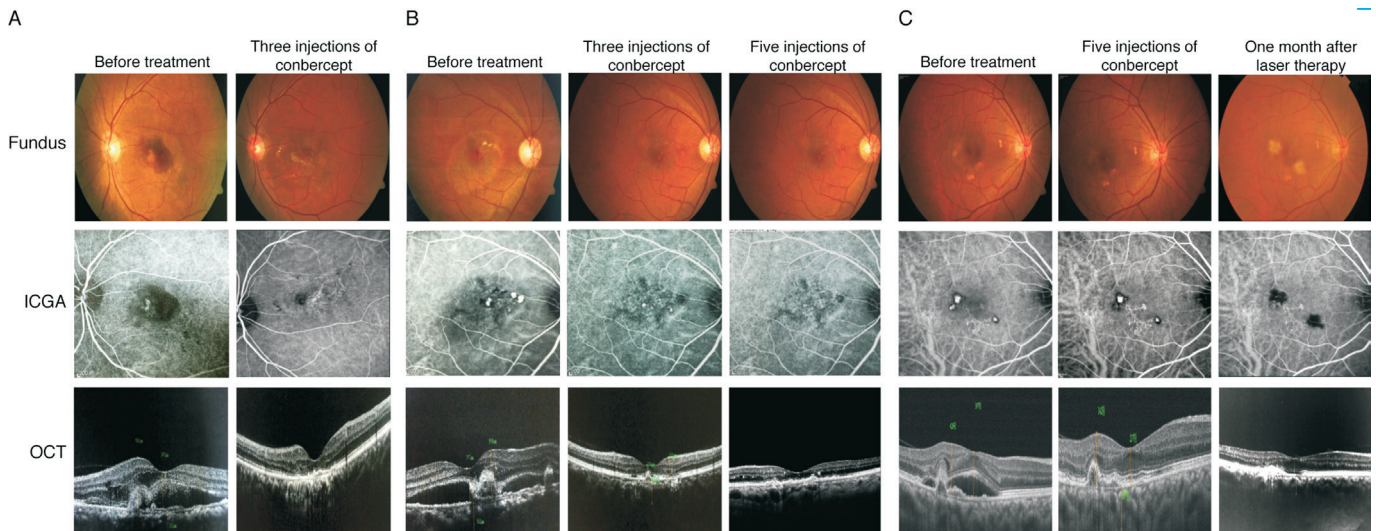 A
B
C
Before treatment
Three injections of
conbercept
Before treatment
Three injections of
conbercept
Five injections of
conbercept
Before treatment
Five injections of
conbercept
One month after
laser therapy
Fundus
ICGA
OCT